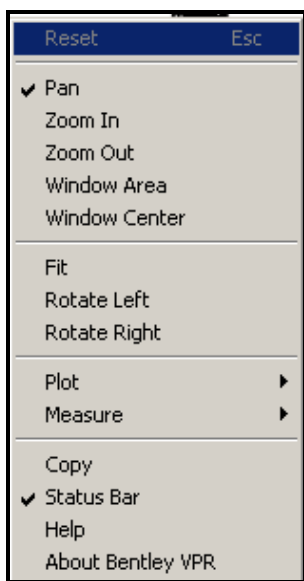 Reset Esc
Pan
Zoom In
Zoom Out
Window Area
Window Center
Fit
Rotate Left
Rotate Right
Plot
Measure
Copy
Status Bar
Help
About Bentley VPR